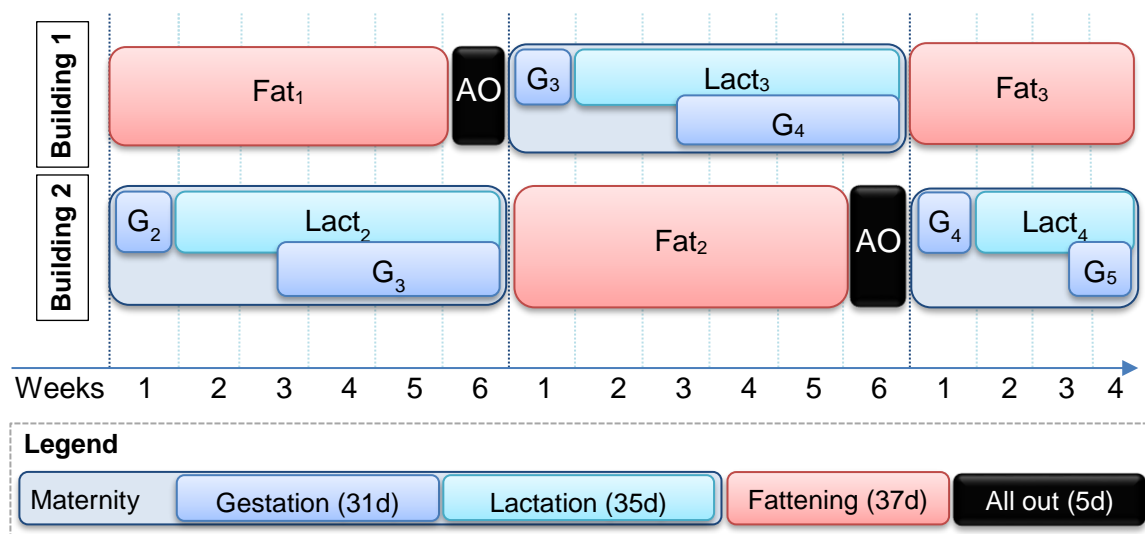 Building 1
Fat₁
AO
G₃
Lact₃
G₄
Fat₃
Building 2
G₂
Lact₂
G₃
Fat₂
AO
G₄
Lact₄
G₅
Weeks 1 2 3 4 5 6 1 2 3 4 5 6 1 2 3 4
Legend
Maternity Gestation (31d) Lactation (35d) Fattening (37d) All out (5d)